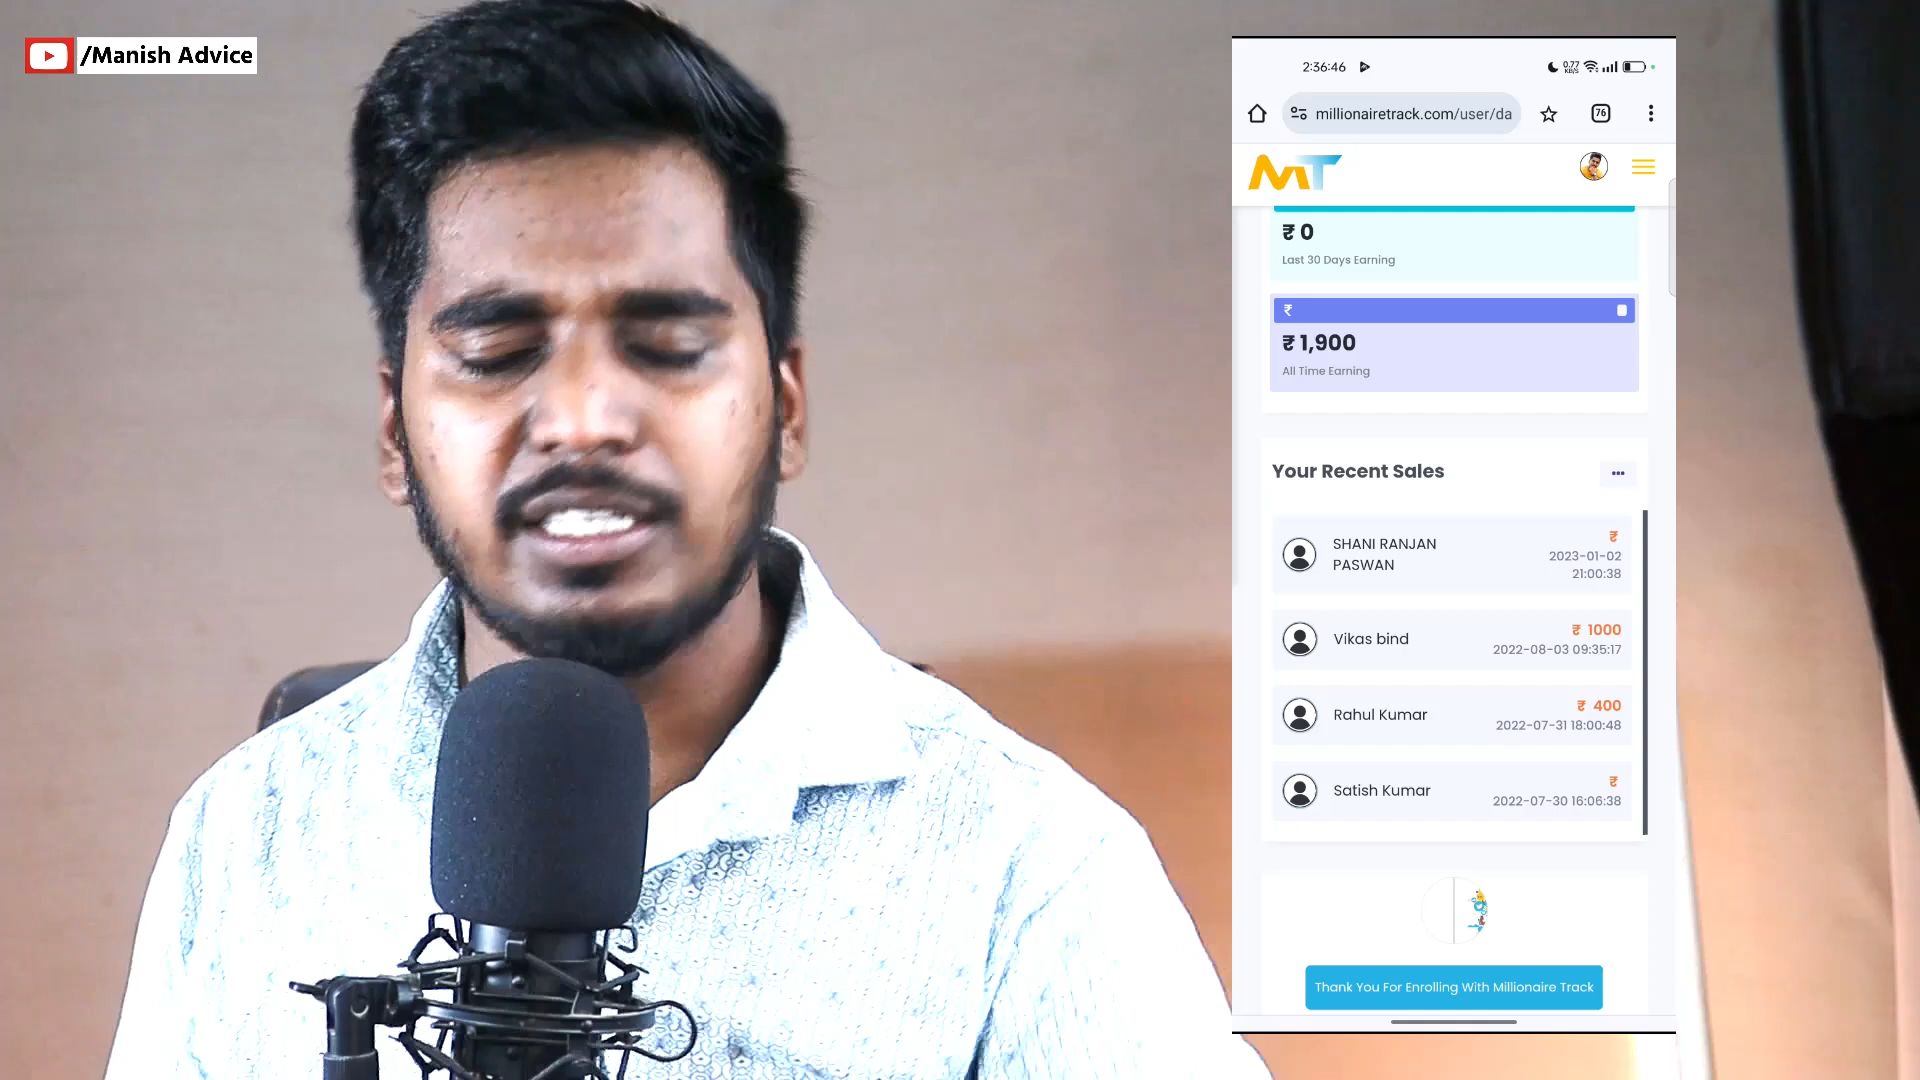 /Manish Advice
2:36:46
0.77
KB/S
millionairetrack.com/user/da
76
MT
₹ 0
Last 30 Days Earning
₹
₹ 1,900
All Time Earning
Your Recent Sales
SHANI RANJAN
PASWAN
₹
2023-01-02
21:00:38
Vikas bind
₹ 1000
2022-08-03 09:35:17
Rahul Kumar
₹ 400
2022-07-31 18:00:48
Satish Kumar
₹
2022-07-30 16:06:38
Thank You For Enrolling With Millionaire Track